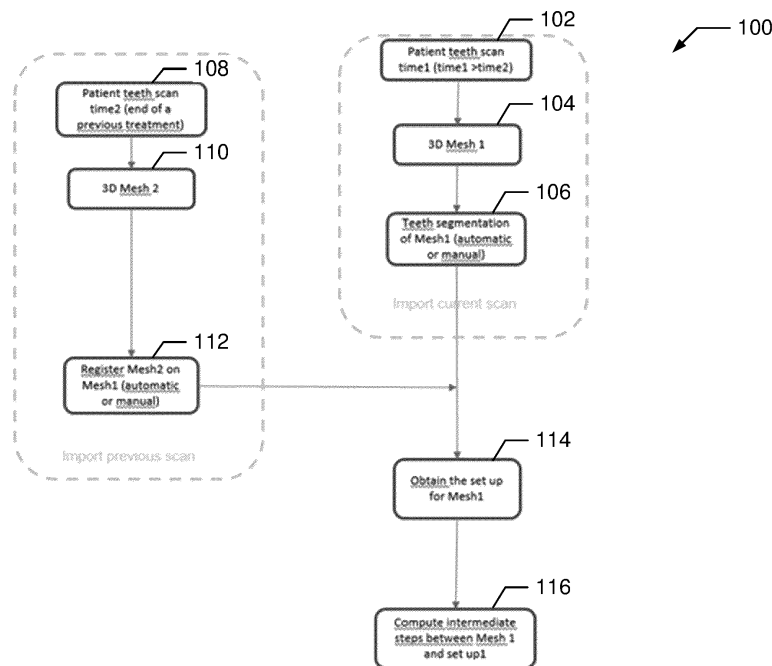 102
100
Patient teeth scan
time1 (time1 >time2)
108
Patient teeth scan
time2 (end of a
previous treatment)
104
3D Mesh 1
110
3D Mesh 2
106
Teeth segmentation
of Mesh1 (automatic
or manual)
Import current scan
112
Register Mesh2 on
Mesh1 (automatic
or manual)
Import previous scan
114
Obtain the set up
for Mesh1
116
Compute intermediate
steps between Mesh 1
and set up1